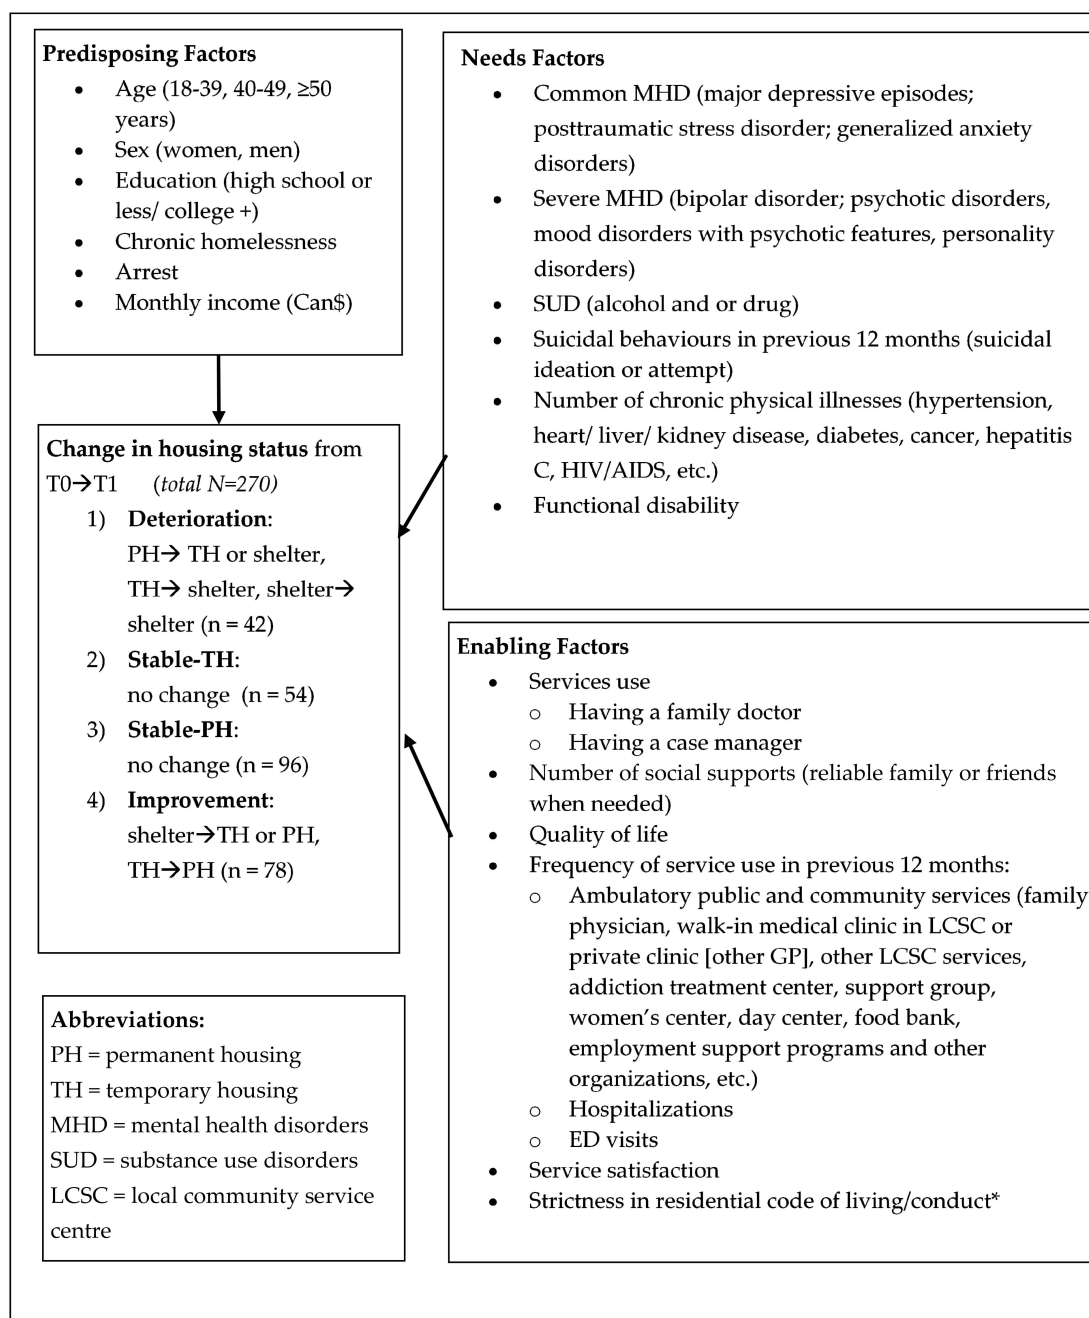 Predisposing Factors
• Age (18-39, 40-49, ≥50
years)
• Sex (women, men)
• Education (high school or
less/ college +)
• Chronic homelessness
• Arrest
• Monthly income (Can$)
Needs Factors
• Common MHD (major depressive episodes;
posttraumatic stress disorder; generalized anxiety
disorders)
• Severe MHD (bipolar disorder; psychotic disorders,
mood disorders with psychotic features, personality
disorders)
• SUD (alcohol and or drug)
• Suicidal behaviours in previous 12 months (suicidal
ideation or attempt)
• Number of chronic physical illnesses (hypertension,
heart/ liver/ kidney disease, diabetes, cancer, hepatitis
C, HIV/AIDS, etc.)
• Functional disability
Change in housing status from
T0→T1 (total N=270)
1) Deterioration:
PH→ TH or shelter,
TH→ shelter, shelter→
shelter (n = 42)
2) Stable-TH:
no change (n = 54)
3) Stable-PH:
no change (n = 96)
4) Improvement:
shelter→TH or PH,
TH→PH (n = 78)
Enabling Factors
• Services use
o Having a family doctor
o Having a case manager
• Number of social supports (reliable family or friends
when needed)
• Quality of life
• Frequency of service use in previous 12 months:
o Ambulatory public and community services (family
physician, walk-in medical clinic in LCSC or
private clinic [other GP], other LCSC services,
addiction treatment center, support group,
women's center, day center, food bank,
employment support programs and other
organizations, etc.)
o Hospitalizations
o ED visits
• Service satisfaction
• Strictness in residential code of living/conduct*
Abbreviations:
PH = permanent housing
TH = temporary housing
MHD = mental health disorders
SUD = substance use disorders
LCSC = local community service
centre